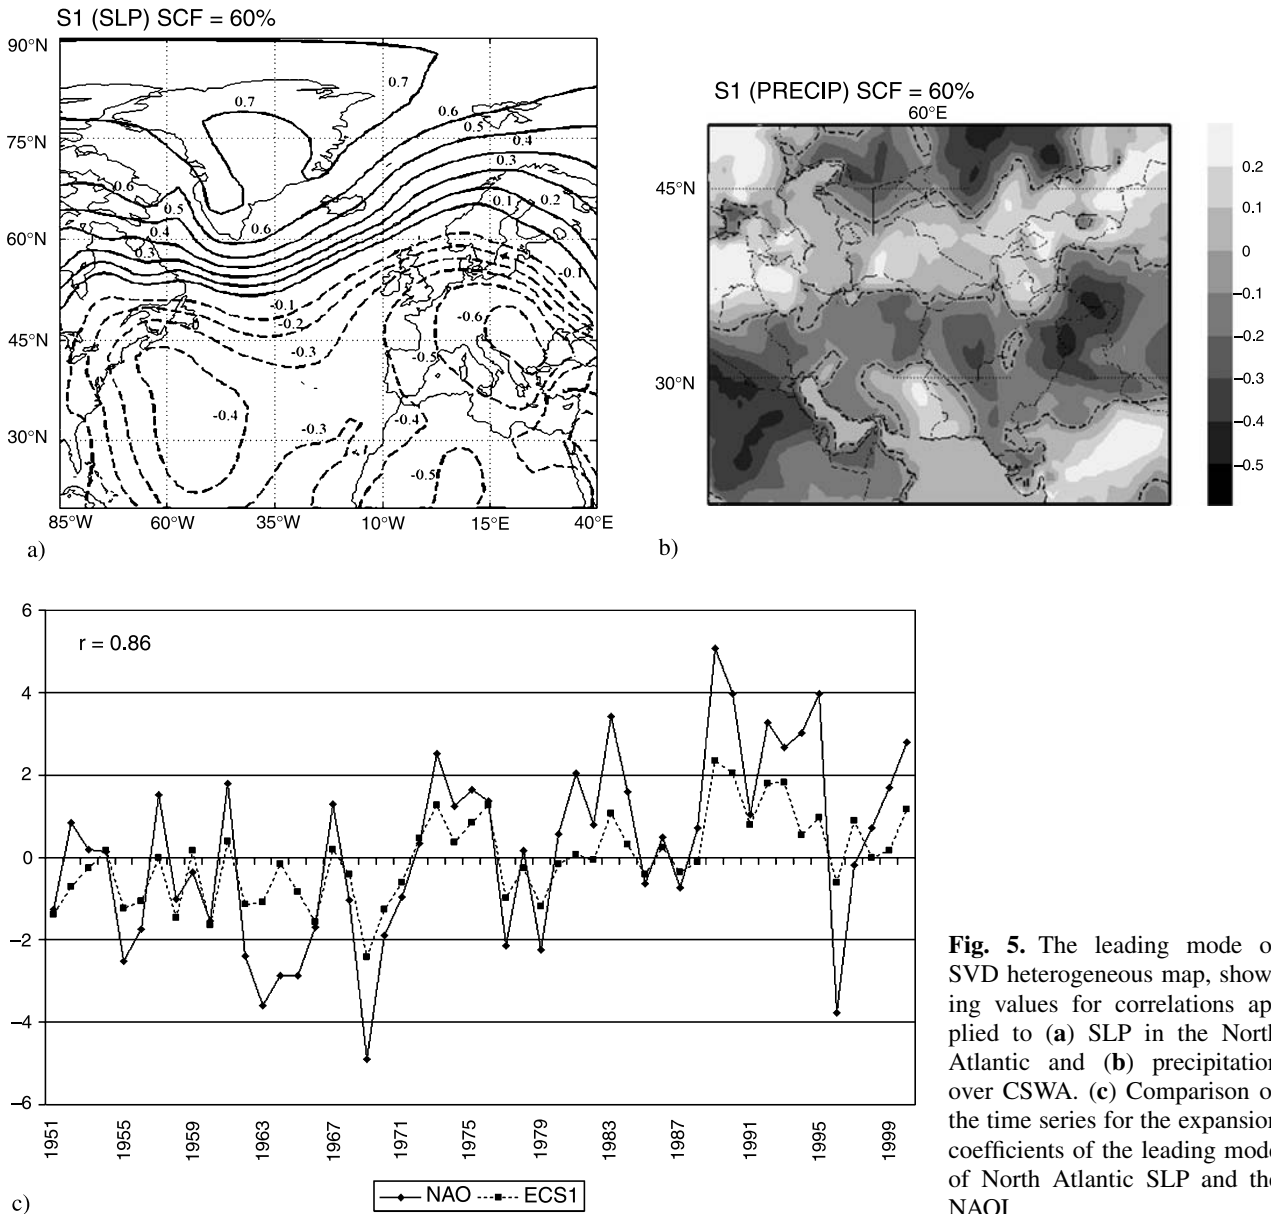 S1 (SLP) SCF = 60%
90°N
75°N
60°N
45°N
30°N
85°W 60°W 35°W 10°W 15°E 40°E
0.7
0.7
0.6
0.5
0.4
0.3
0.2
0.1
0.6
0.5
0.4
0.3
0.6
-0.1
-0.1
-0.2
-0.3
-0.6
-0.5
-0.4
-0.3
-0.4
-0.5
a)
S1 (PRECIP) SCF = 60%
60°E
45°N
30°N
0.2
0.1
0
–0.1
–0.2
–0.3
–0.4
–0.5
b)
r = 0.86
6
4
2
0
–2
–4
–6
1951 1955 1959 1963 1967 1971 1975 1979 1983 1987 1991 1995 1999
NAO ECS1
c)
Fig. 5. The leading mode o
SVD heterogeneous map, show
ing values for correlations ap
plied to (a) SLP in the North
Atlantic and (b) precipitation
over CSWA. (c) Comparison o
the time series for the expansion
coefficients of the leading mode
of North Atlantic SLP and the
NAOI